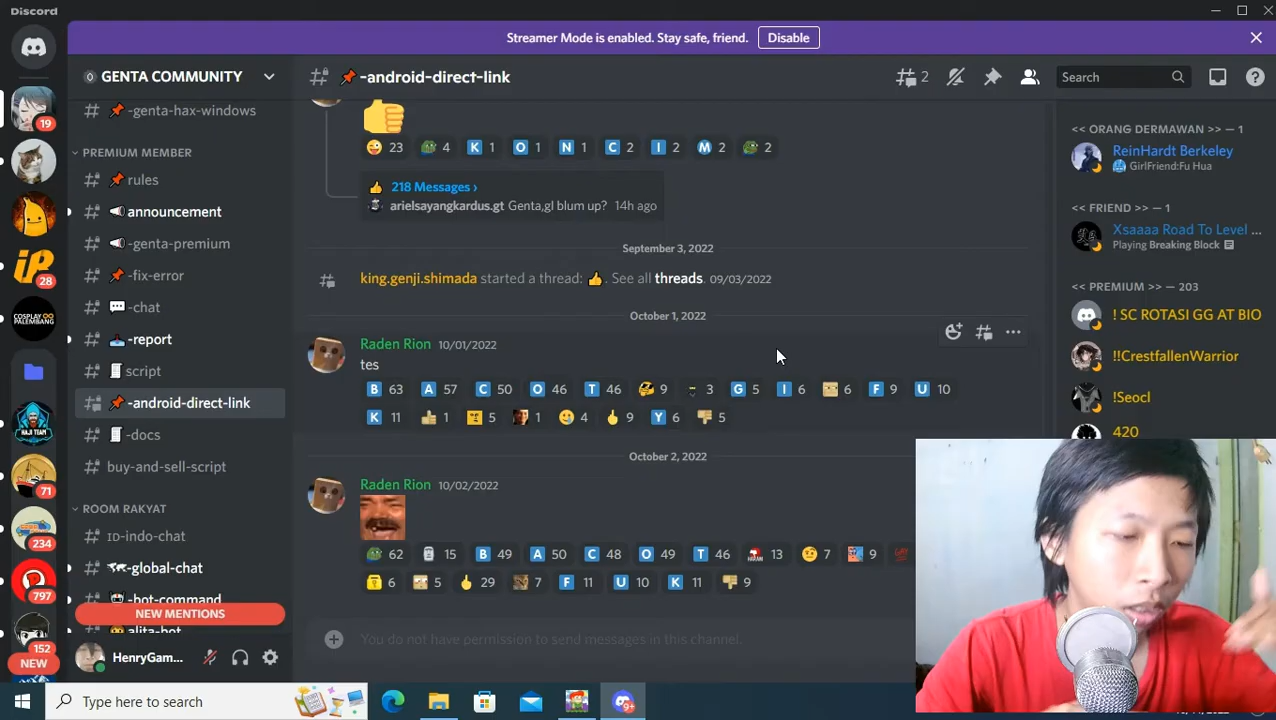 Discord
Streamer Mode is enabled. Stay safe, friend. Disable
GENTA COMMUNITY
-android-direct-link
2
Search
-genta-hax-windows
PREMIUM MEMBER
rules
announcement
-genta-premium
-fix-error
-chat
-report
script
-android-direct-link
-docs
buy-and-sell-script
ROOM RAKYAT
ID-indo-chat
-global-chat
-bot-command
NEW MENTIONS
alita-bot
HenryGam...
19
28
COSPLAY
PALEMBANG
HAJI TEAM
71
234
797
152
NEW
23 4 K 1 O 1 N 1 C 2 I 2 M 2 2
218 Messages ›
arielsayangkardus.gt Genta,gl blum up? 14h ago
September 3, 2022
king.genji.shimada started a thread: 👍. See all threads. 09/03/2022
October 1, 2022
Raden Rion 10/01/2022
tes
B 63 A 57 C 50 O 46 T 46 9 3 G 5 I 6 6 F 9 U 10
K 11 1 5 1 4 9 Y 6 5
October 2, 2022
Raden Rion 10/02/2022
62 15 B 49 A 50 C 48 O 49 T 46 13 7 9
6 5 29 7 F 11 U 10 K 11 9
You do not have permission to send messages in this channel.
<< ORANG DERMAWAN >> — 1
ReinHardt Berkeley
GirlFriend:Fu Hua
<< FRIEND >> — 1
Xsaaaa Road To Level ...
Playing Breaking Block
<< PREMIUM >> — 203
! SC ROTASI GG AT BIO
!!CrestfallenWarrior
!Seocl
420
Type here to search
9+